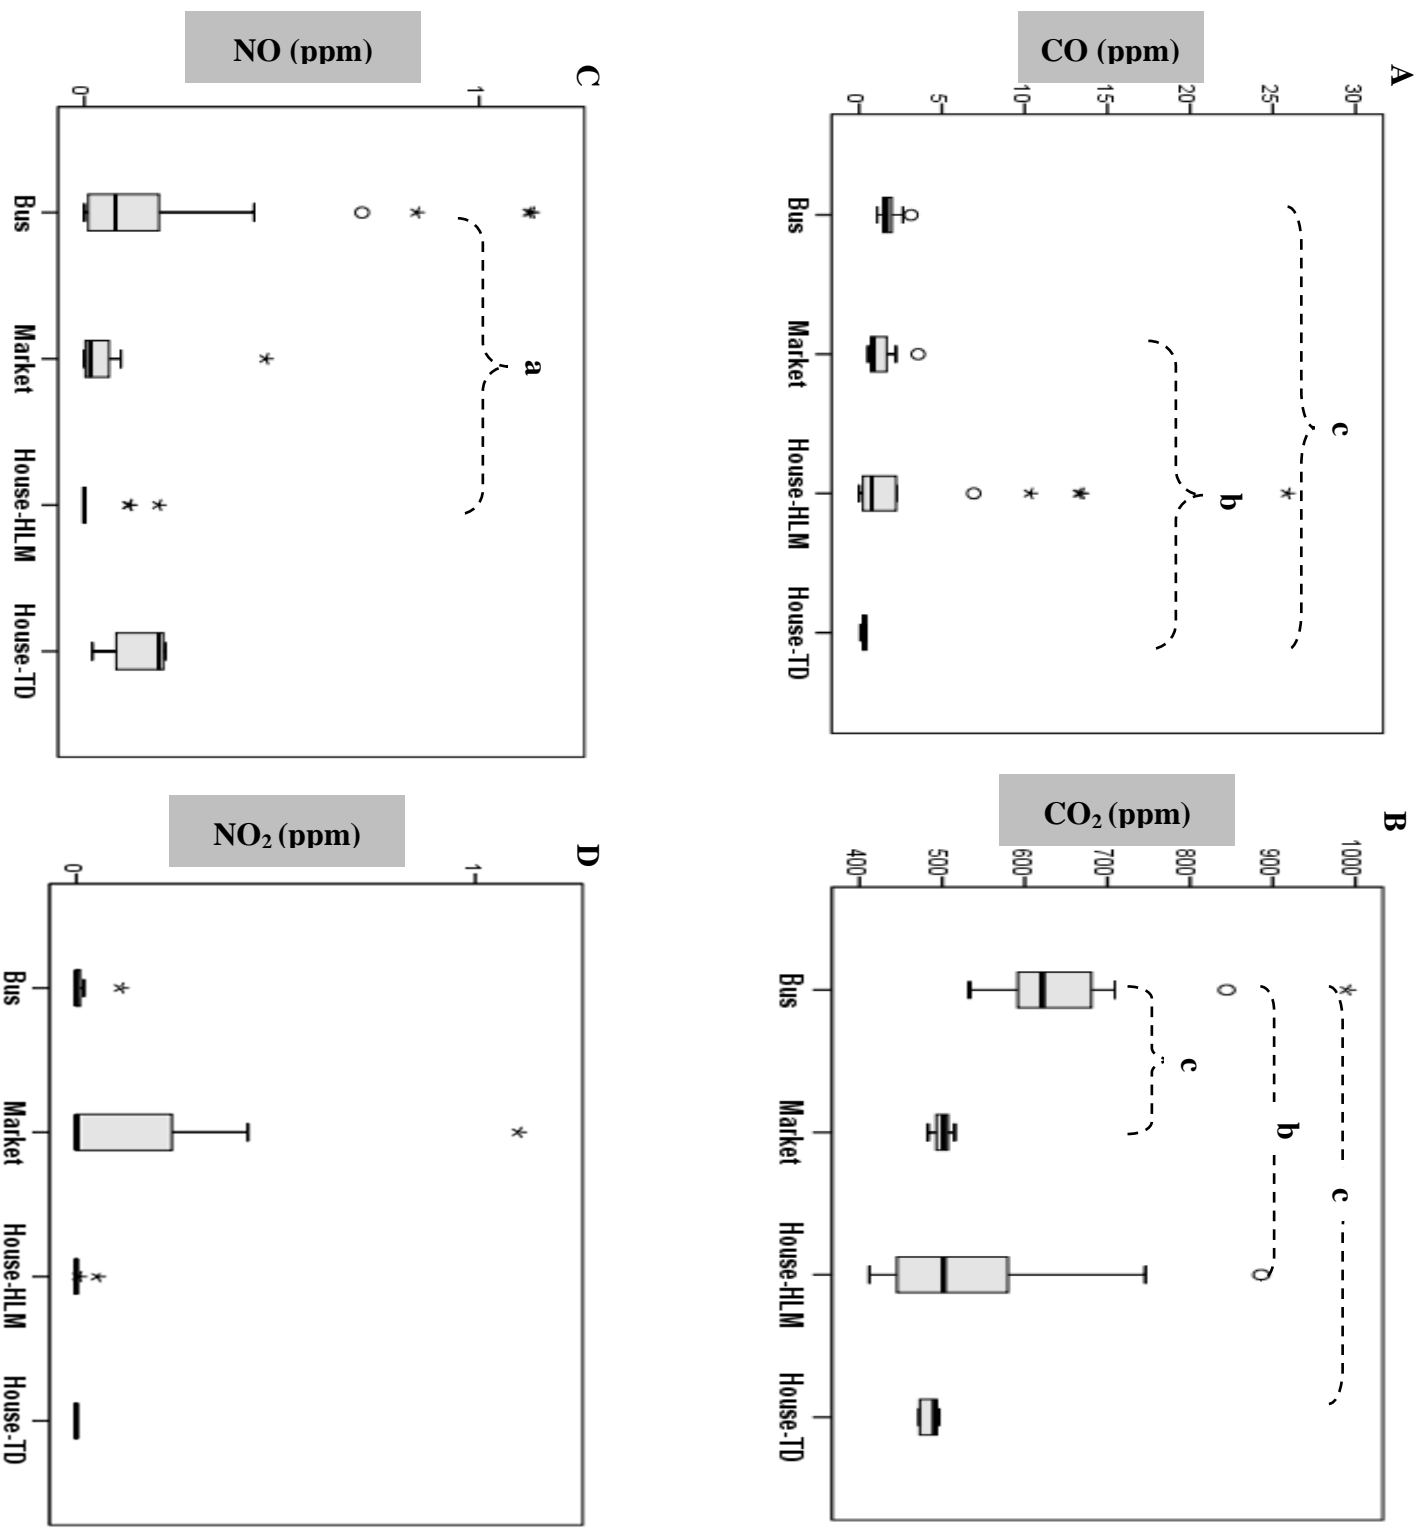 A
CO (ppm)
0
5
10
15
20
25
30
Bus
Market
House-HLM
House-TD
b
c
B
CO₂ (ppm)
400
500
600
700
800
900
1000
Bus
Market
House-HLM
House-TD
c
b
c
C
NO (ppm)
0
1
Bus
Market
House-HLM
House-TD
a
D
NO₂ (ppm)
0
1
Bus
Market
House-HLM
House-TD